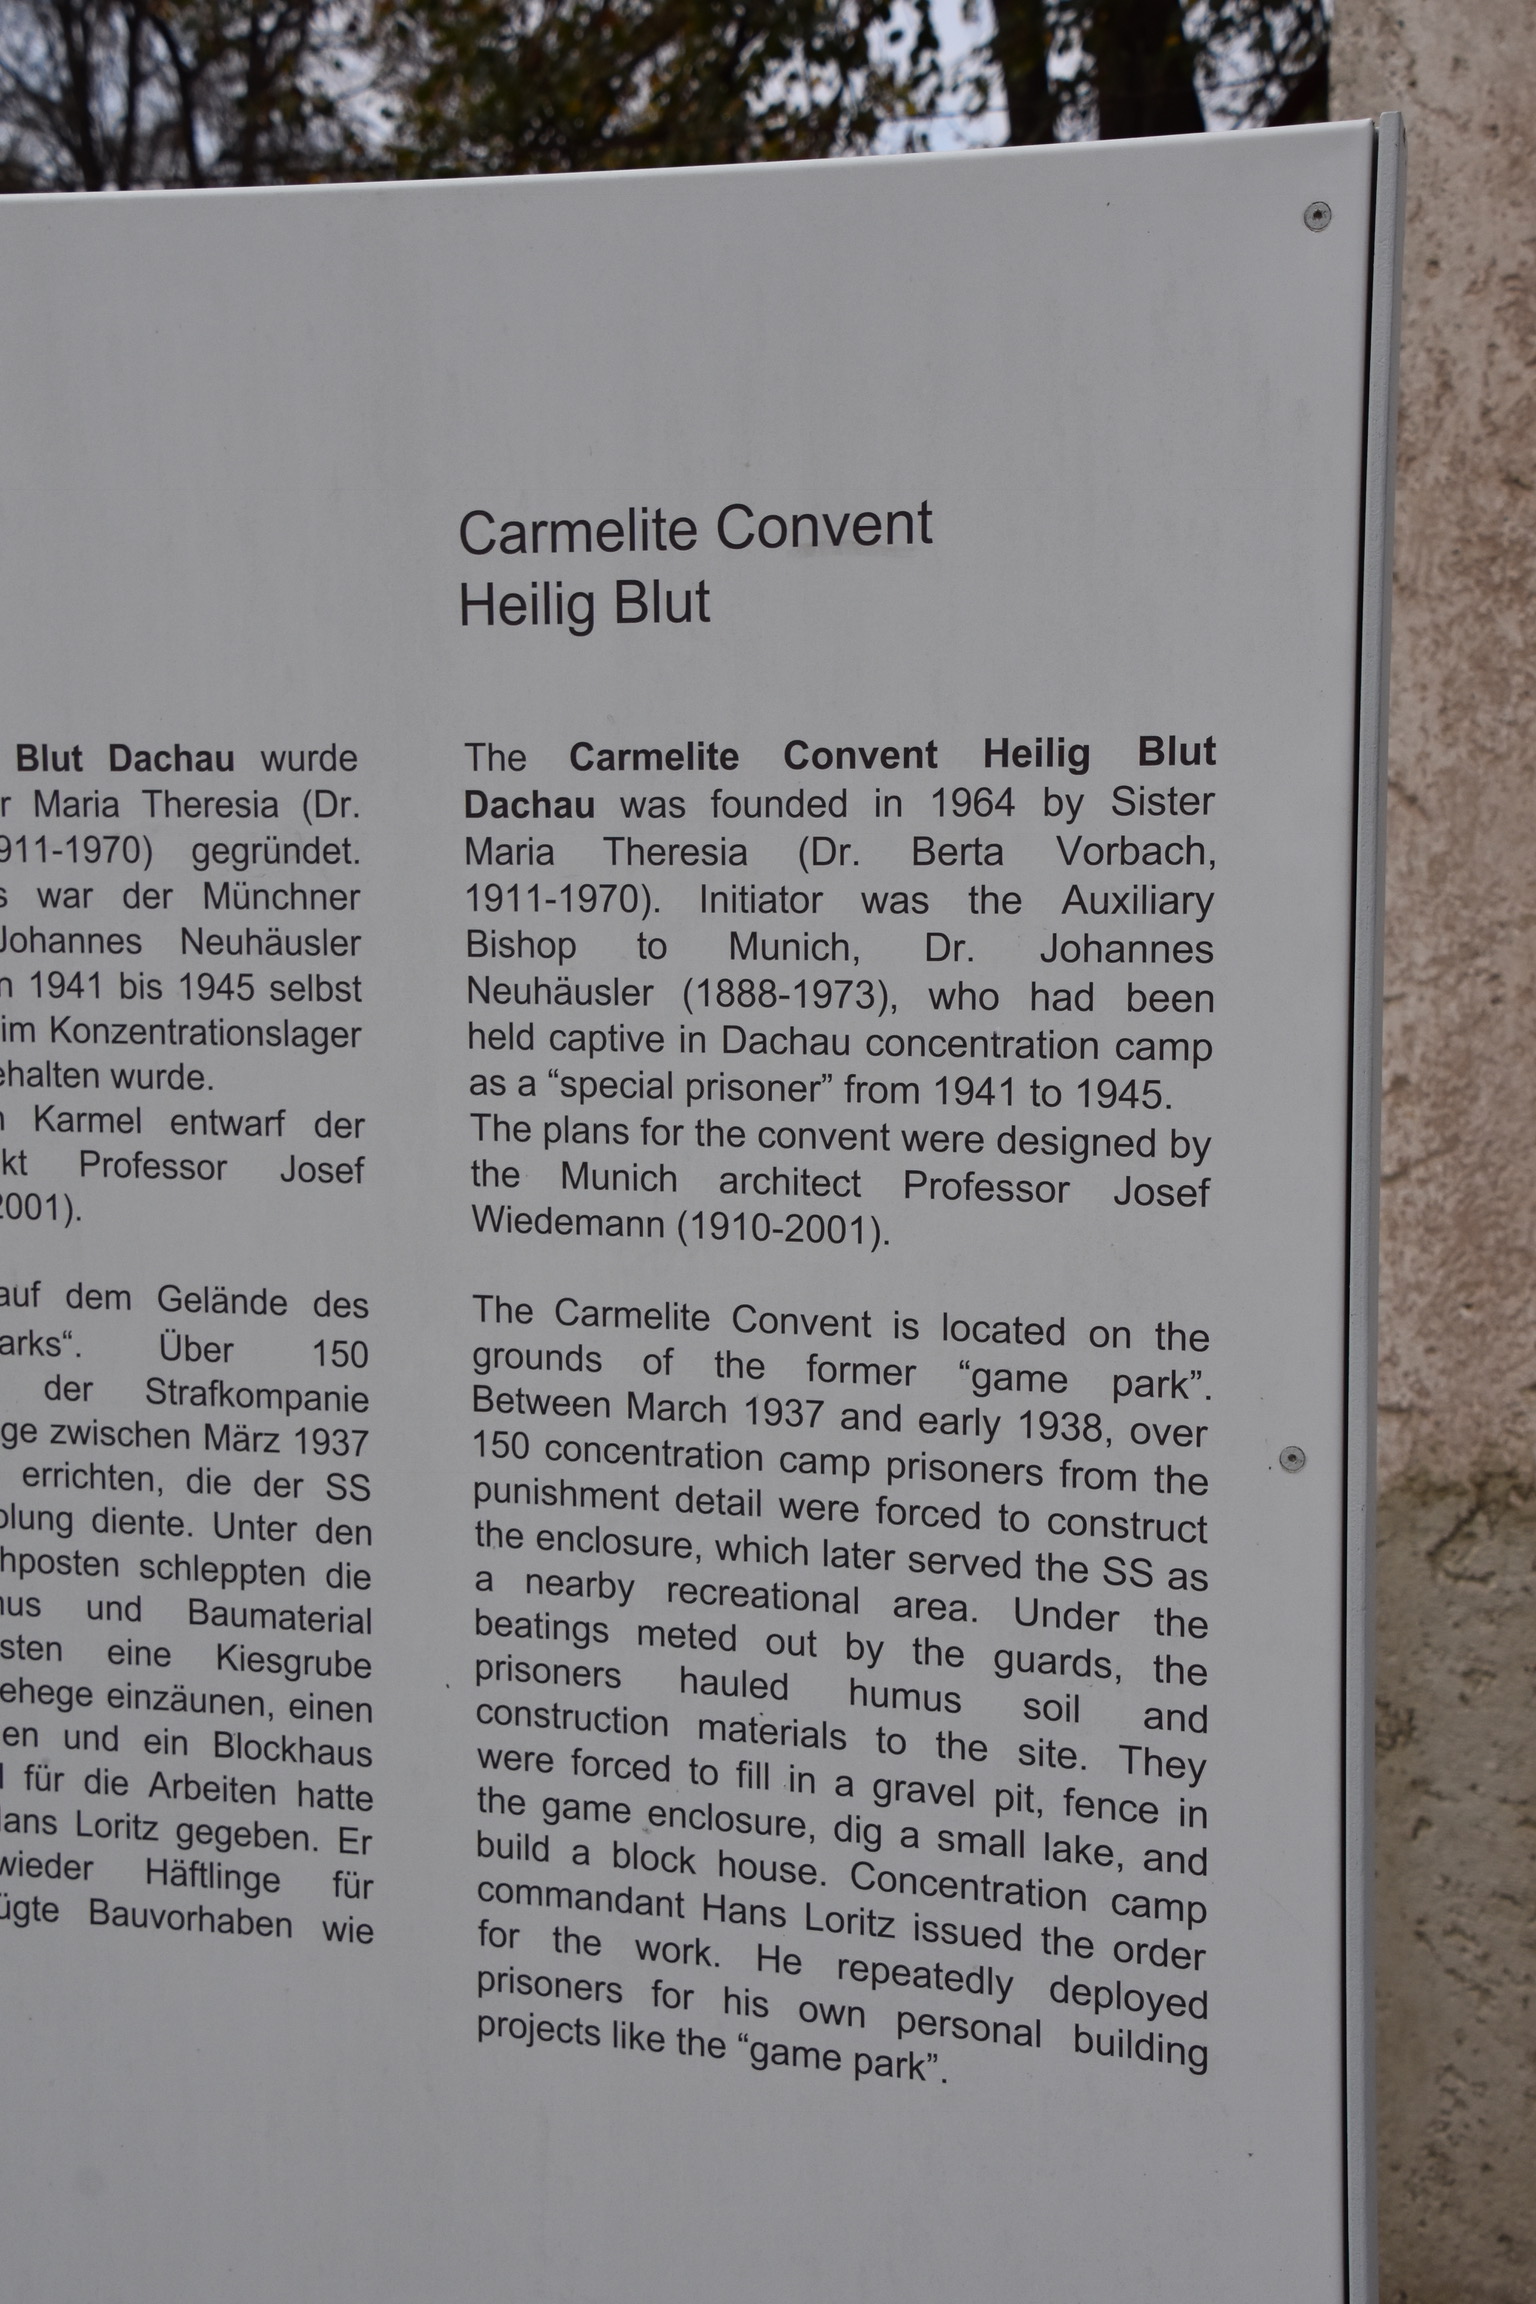 Blut Dachau wurde
r Maria Theresia (Dr.
911-1970) gegründet.
s war der Münchner
Johannes Neuhäusler
n 1941 bis 1945 selbst
im Konzentrationslager
ehalten wurde.
n Karmel entwarf der
kt Professor Josef
2001).
auf dem Gelände des
arks“. Über 150
der Strafkompanie
ge zwischen März 1937
errichten, die der SS
olung diente. Unter den
hposten schleppten die
us und Baumaterial
sten eine Kiesgrube
ehege einzäunen, einen
en und ein Blockhaus
l für die Arbeiten hatte
Hans Loritz gegeben. Er
wieder Häftlinge für
ügte Bauvorhaben wie
Carmelite Convent
Heilig Blut
The Carmelite Convent Heilig Blut
Dachau was founded in 1964 by Sister
Maria Theresia (Dr. Berta Vorbach,
1911-1970). Initiator was the Auxiliary
Bishop to Munich, Dr. Johannes
Neuhäusler (1888-1973), who had been
held captive in Dachau concentration camp
as a “special prisoner” from 1941 to 1945.
The plans for the convent were designed by
the Munich architect Professor Josef
Wiedemann (1910-2001).
The Carmelite Convent is located on the
grounds of the former “game park”.
Between March 1937 and early 1938, over
150 concentration camp prisoners from the
punishment detail were forced to construct
the enclosure, which later served the SS as
a nearby recreational area. Under the
beatings meted out by the guards, the
prisoners hauled humus soil and
construction materials to the site. They
were forced to fill in a gravel pit, fence in
the game enclosure, dig a small lake, and
build a block house. Concentration camp
commandant Hans Loritz issued the order
for the work. He repeatedly deployed
prisoners for his own personal building
projects like the “game park”.